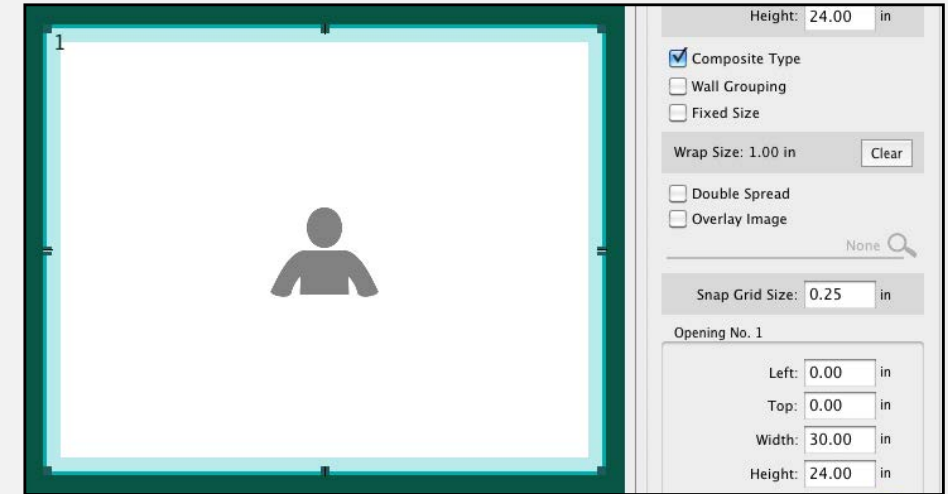 1
Height: 24.00 in
Composite Type
Wall Grouping
Fixed Size
Wrap Size: 1.00 in Clear
Double Spread
Overlay Image
None
Snap Grid Size: 0.25 in
Opening No. 1
Left: 0.00 in
Top: 0.00 in
Width: 30.00 in
Height: 24.00 in